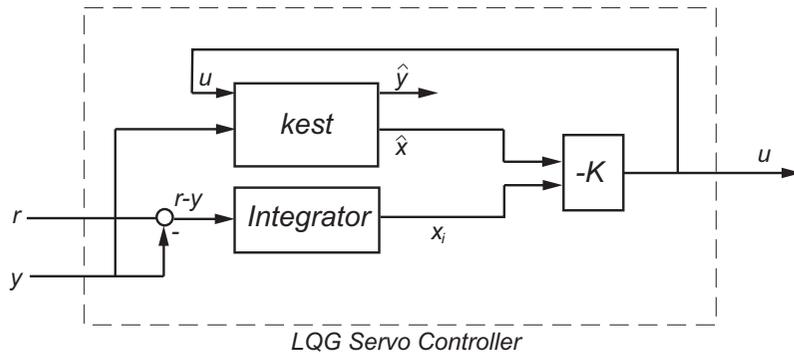 u
ŷ
kest
x̂
-K
u
r
r-y
-
Integrator
xᵢ
y
LQG Servo Controller